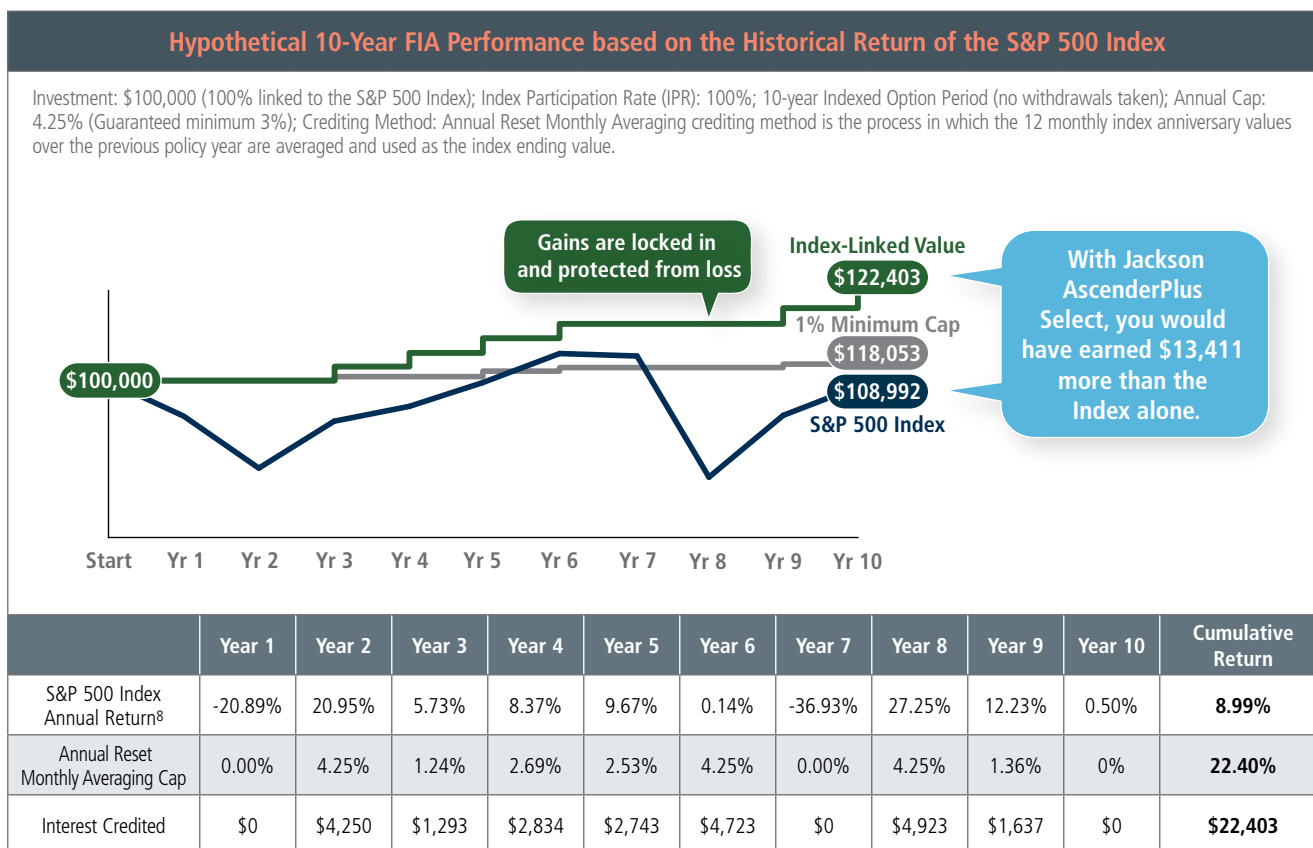 Hypothetical 10-Year FIA Performance based on the Historical Return of the S&P 500 Index
Investment: $100,000 (100% linked to the S&P 500 Index); Index Participation Rate (IPR): 100%; 10-year Indexed Option Period (no withdrawals taken); Annual Cap:
4.25% (Guaranteed minimum 3%); Crediting Method: Annual Reset Monthly Averaging crediting method is the process in which the 12 monthly index anniversary values
over the previous policy year are averaged and used as the index ending value.
Gains are locked in
and protected from loss
Index-Linked Value
$122,403
1% Minimum Cap
$118,053
$108,992
S&P 500 Index
$100,000
With Jackson
AscenderPlus
Select, you would
have earned $13,411
more than the
Index alone.
Start Yr 1 Yr 2 Yr 3 Yr 4 Yr 5 Yr 6 Yr 7 Yr 8 Yr 9 Yr 10
Year 1 Year 2 Year 3 Year 4 Year 5 Year 6 Year 7 Year 8 Year 9 Year 10 Cumulative
Return
S&P 500 Index
Annual Return⁸ -20.89% 20.95% 5.73% 8.37% 9.67% 0.14% -36.93% 27.25% 12.23% 0.50% 8.99%
Annual Reset
Monthly Averaging Cap 0.00% 4.25% 1.24% 2.69% 2.53% 4.25% 0.00% 4.25% 1.36% 0% 22.40%
Interest Credited $0 $4,250 $1,293 $2,834 $2,743 $4,723 $0 $4,923 $1,637 $0 $22,403